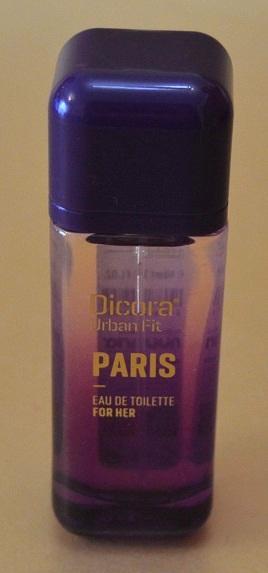 Dicora®
Urban Fit
PARIS
EAU DE TOILETTE
FOR HER